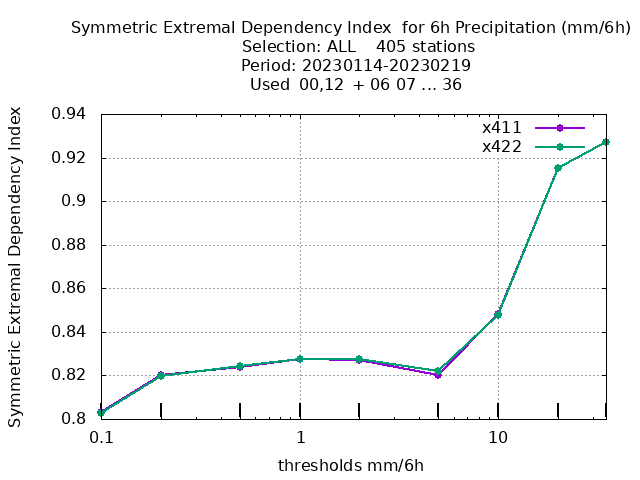 Symmetric Extremal Dependency Index  for 6h Precipitation (mm/6h)
Selection: ALL    405 stations
Period: 20230114-20230219
Used  00,12  + 06 07 ... 36
Symmetric Extremal Dependency Index
0.94
0.92
0.9
0.88
0.86
0.84
0.82
0.8
x411
x422
0.1
1
10
thresholds mm/6h